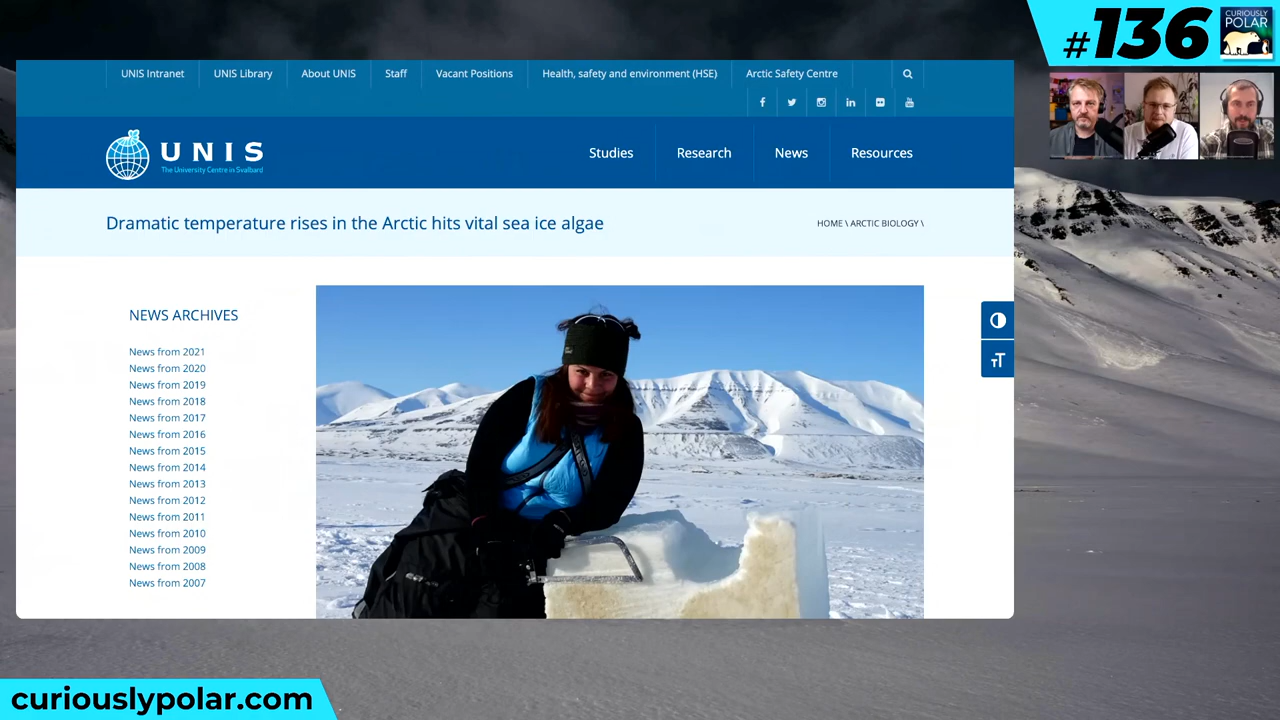 #136
CURIOUSLY
POLAR
UNIS Intranet
UNIS Library
About UNIS
Staff
Vacant Positions
Health, safety and environment (HSE)
Arctic Safety Centre
UNIS
The University Centre in Svalbard
Studies
Research
News
Resources
Dramatic temperature rises in the Arctic hits vital sea ice algae
HOME \ ARCTIC BIOLOGY \
NEWS ARCHIVES
News from 2021
News from 2020
News from 2019
News from 2018
News from 2017
News from 2016
News from 2015
News from 2014
News from 2013
News from 2012
News from 2011
News from 2010
News from 2009
News from 2008
News from 2007
curiouslypolar.com